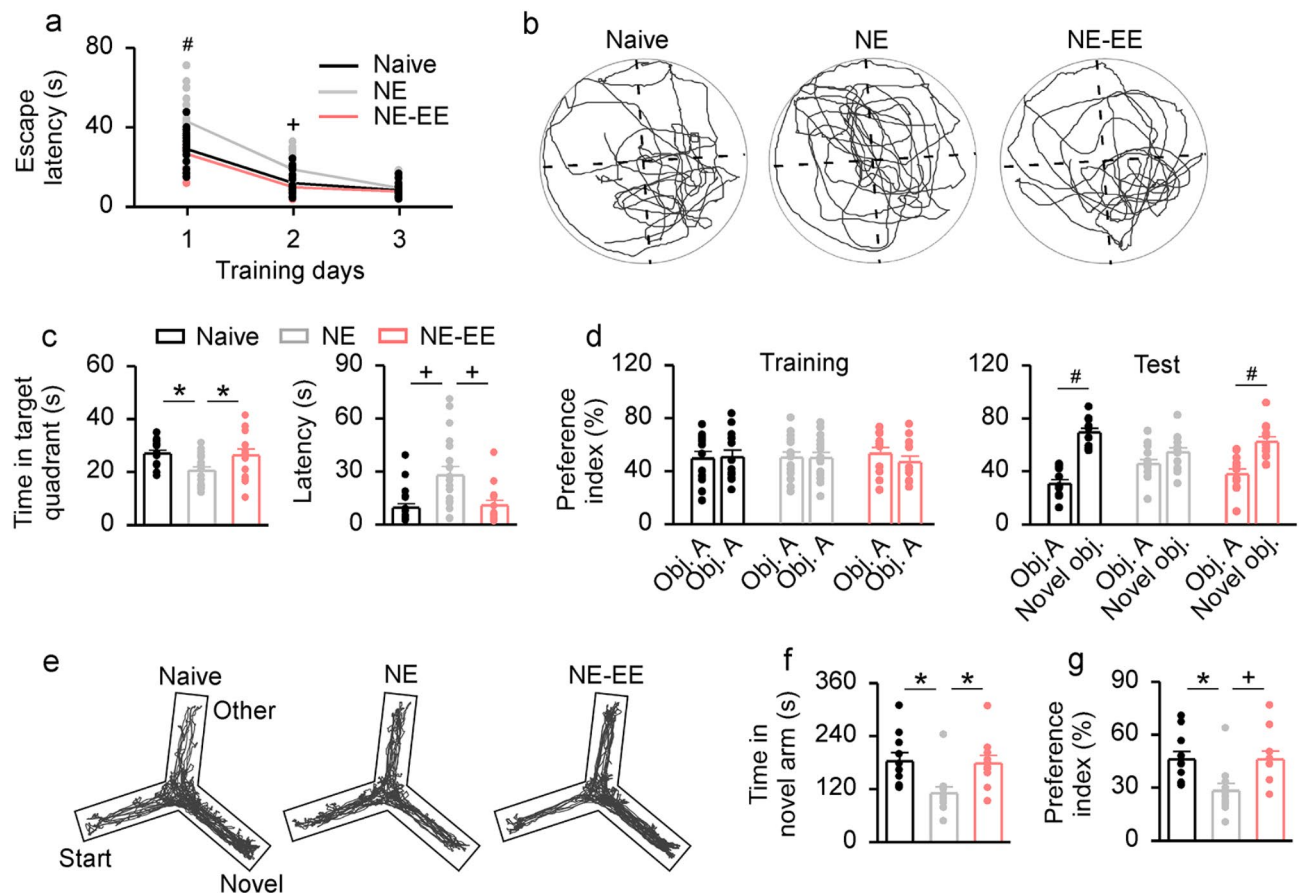 a
Escape
latency (s)
80
40
0
#
+
Naive
NE
NE-EE
1 2 3
Training days
b
Naive NE NE-EE
c
Naive NE NE-EE
Time in target
quadrant (s)
60
40
20
0
* *
Latency (s)
90
60
30
0
+ +
d
Preference
index (%)
120
80
40
0
Training
Obj. A Obj. A Obj. A Obj. A Obj. A Obj. A
120
80
40
0
Test
# #
Obj. A Novel obj. Obj. A Novel obj. Obj. A Novel obj.
e
Naive NE NE-EE
Other
Start
Novel
f
Time in
novel arm (s)
360
240
120
0
* *
g
Preference
index (%)
90
60
30
0
* +